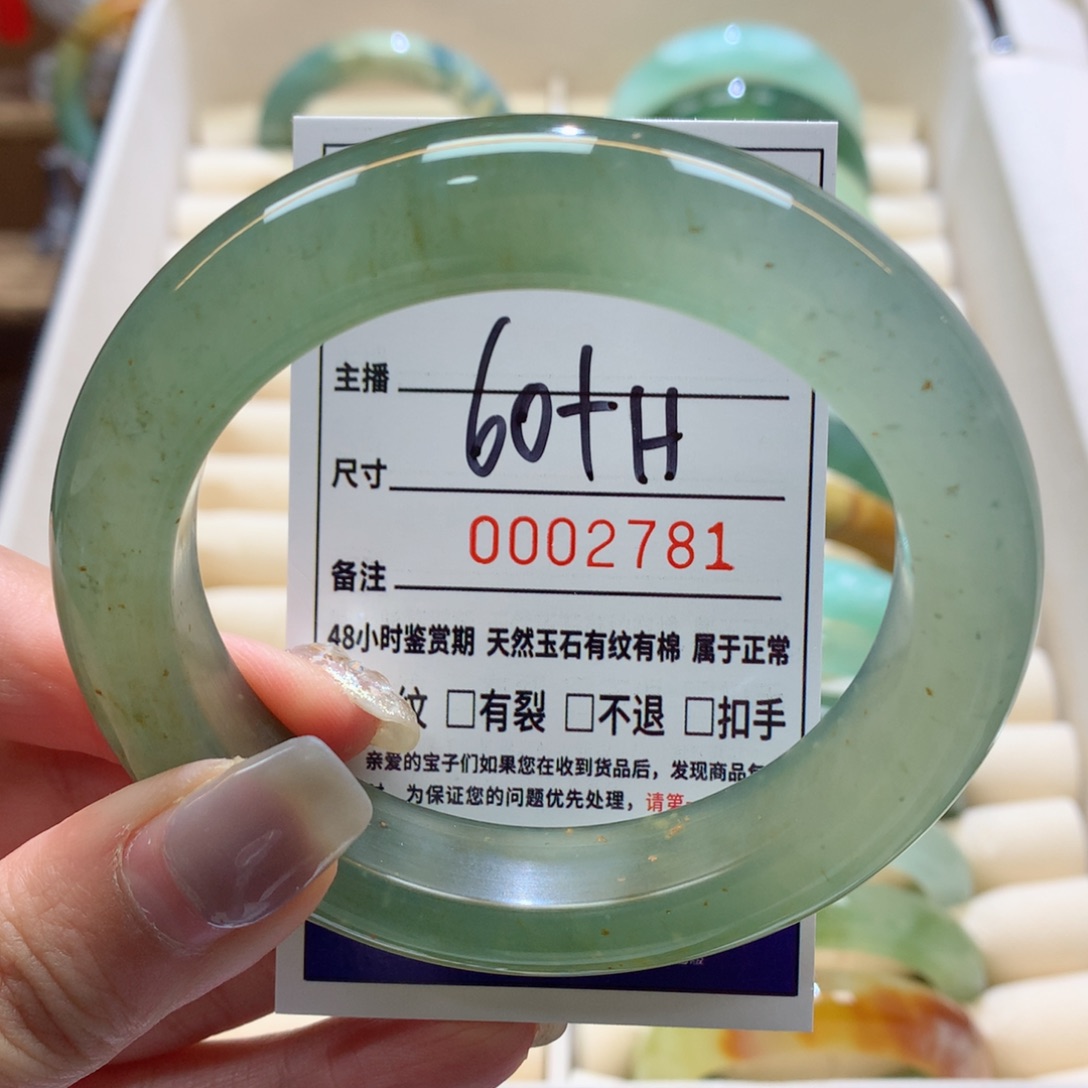 主播
60+H
尺寸
0002781
备注
48小时鉴赏期 天然玉石有纹有棉 属于正常
纹 □有裂 □不退 □扣手
亲爱的宝子们如果您在收到货品后，发现商品
为保证您的问题优先处理，请第一